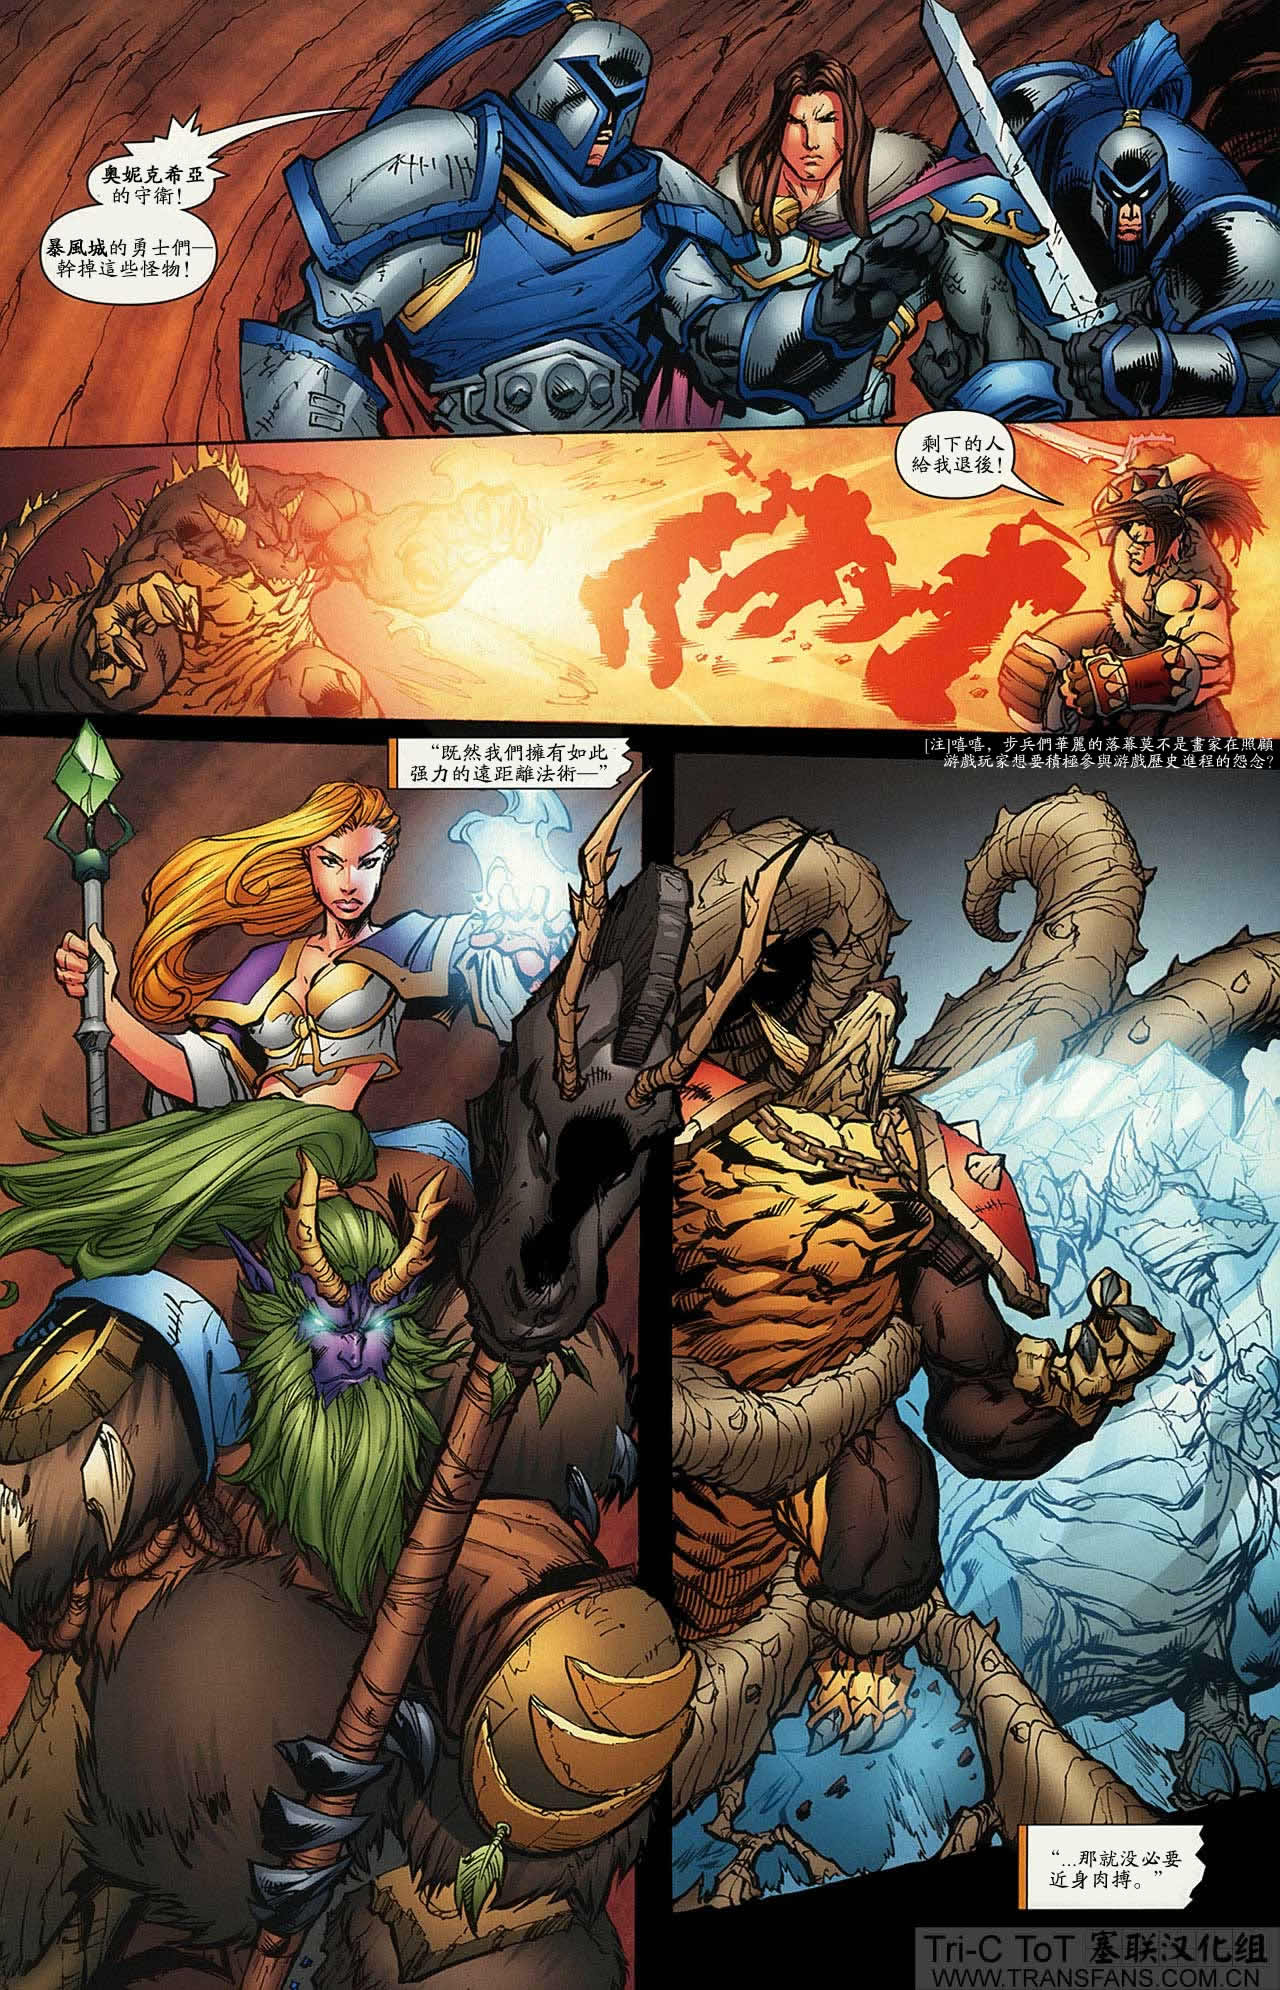 奧妮克希亞
的守衛!
暴風城的勇士們—
幹掉這些怪物!
剩下的人
給我退後!
[注]嘻嘻，步兵們華麗的落幕莫不是畫家在照顧
游戲玩家想要積極參與游戲歷史進程的怨念?
“既然我們擁有如此
强力的遠距離法術—”
“...那就没必要
近身肉搏。”
Tri-C ToT 塞联汉化组
WWW.TRANSFANS.COM.CN